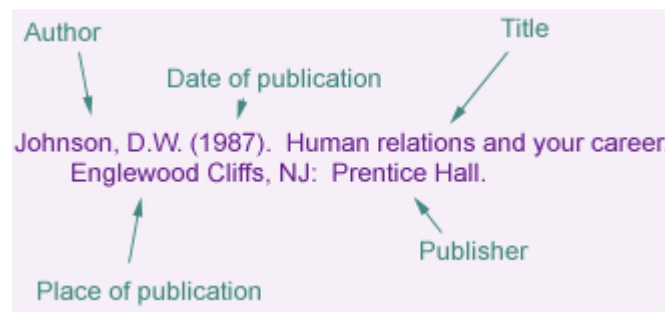 Author
Title
Date of publication
Johnson, D.W. (1987). Human relations and your career.
Englewood Cliffs, NJ: Prentice Hall.
Publisher
Place of publication